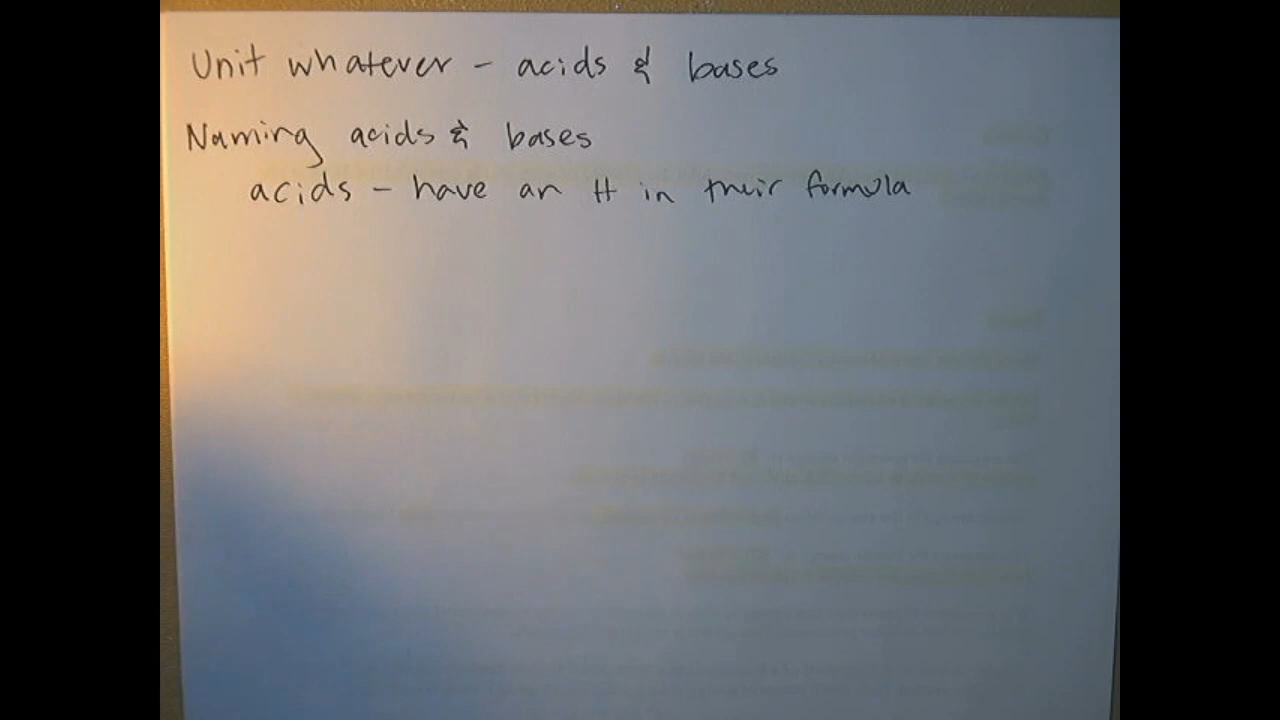 Unit whatever - acids & bases
Naming acids & bases
acids - have an H in their formula